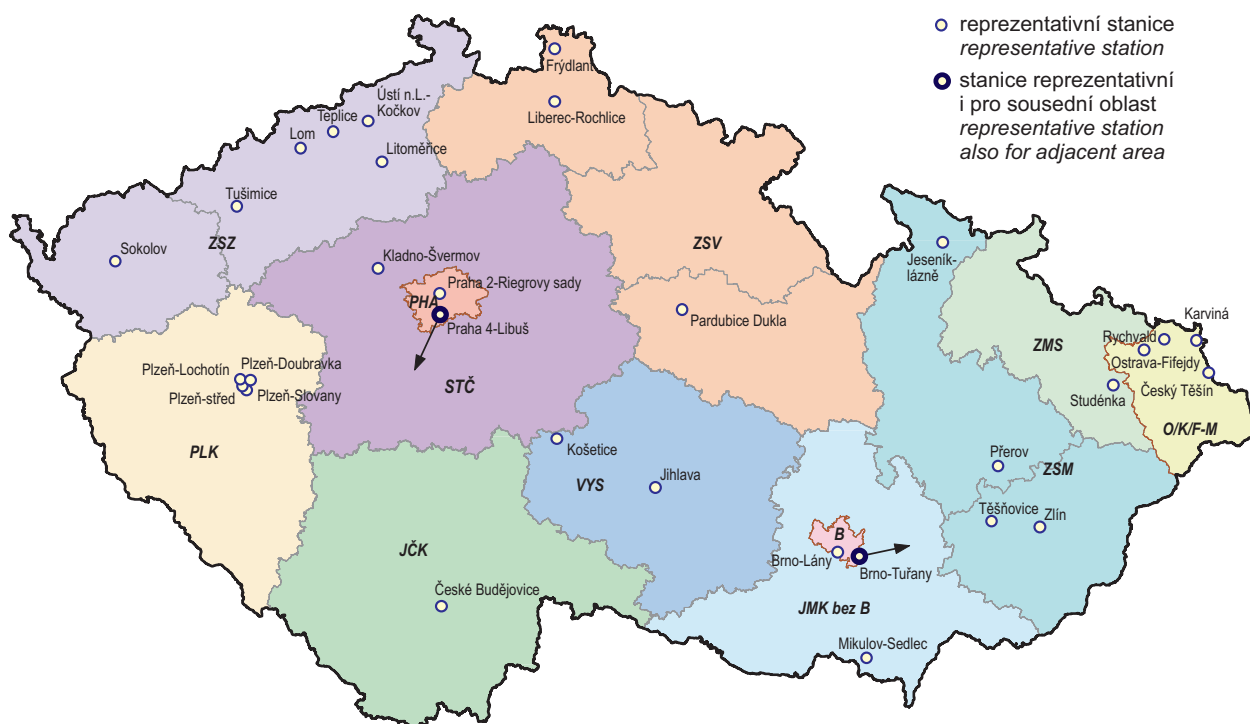 reprezentativní stanice
representative station
stanice reprezentativní
i pro sousední oblast
representative station
also for adjacent area
Frýdlant
Ústí n.L.-
Kočkov
Teplice
Liberec-Rochlice
Lom
Litoměřice
Tušimice
ZSZ
ZSV
Sokolov
Jeseník-
lázně
Kladno-Švermov
Praha 2-Riegrovy sady
PHA
Pardubice Dukla
Praha 4-Libuš
Karviná
Rychvald
ZMS
Ostrava-Fifejdy
Plzeň-Doubravka
Plzeň-Lochotín
STČ
Český Těšín
Studénka
Plzeň-střed
Plzeň-Slovany
O/K/F-M
PLK
Košetice
Přerov
ZSM
VYS
Jihlava
Těšňovice
Zlín
B
JČK
Brno-Lány
Brno-Tuřany
České Budějovice
JMK bez B
Mikulov-Sedlec